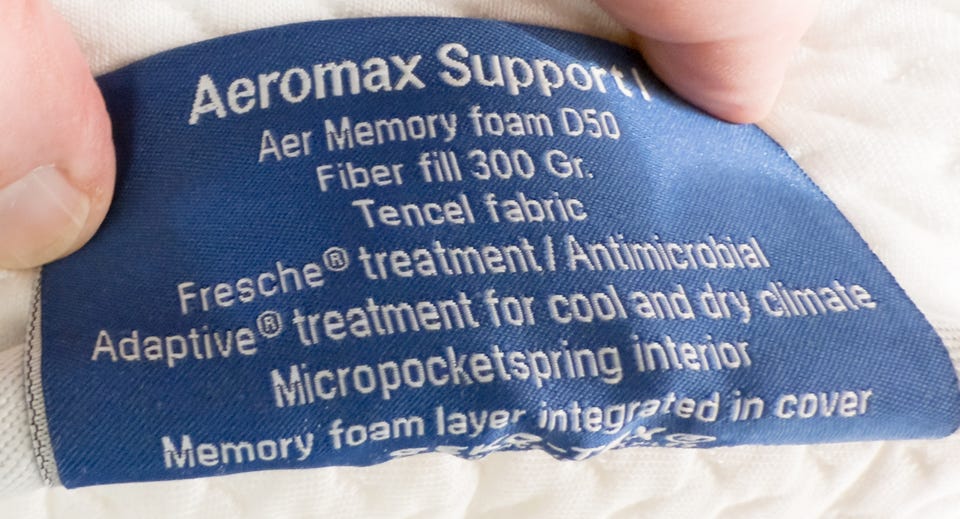 Aeromax Support
Aer Memory foam D50
Fiber fill 300 Gr.
Tencel fabric
Fresche® treatment / Antimicrobial
Adaptive® treatment for cool and dry climate
Micropocketspring interior
Memory foam layer integrated in cover